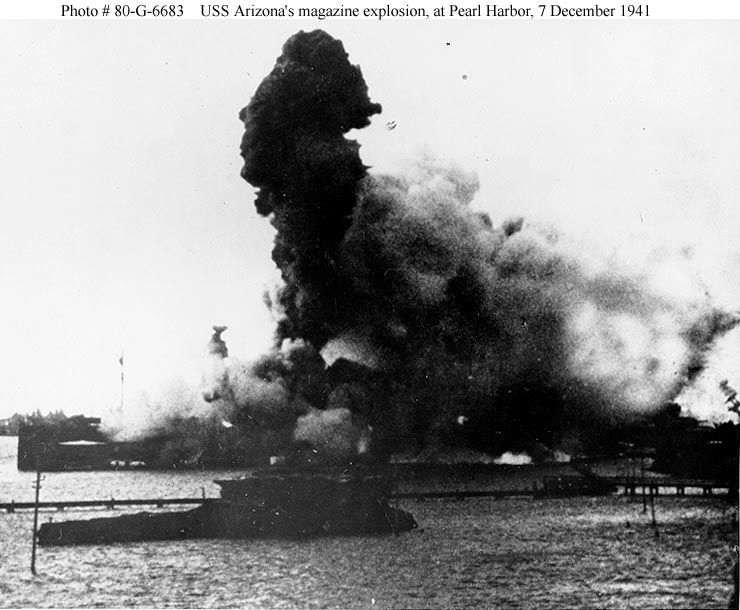 Photo # 80-G-6683 USS Arizona's magazine explosion, at Pearl Harbor, 7 December 1941